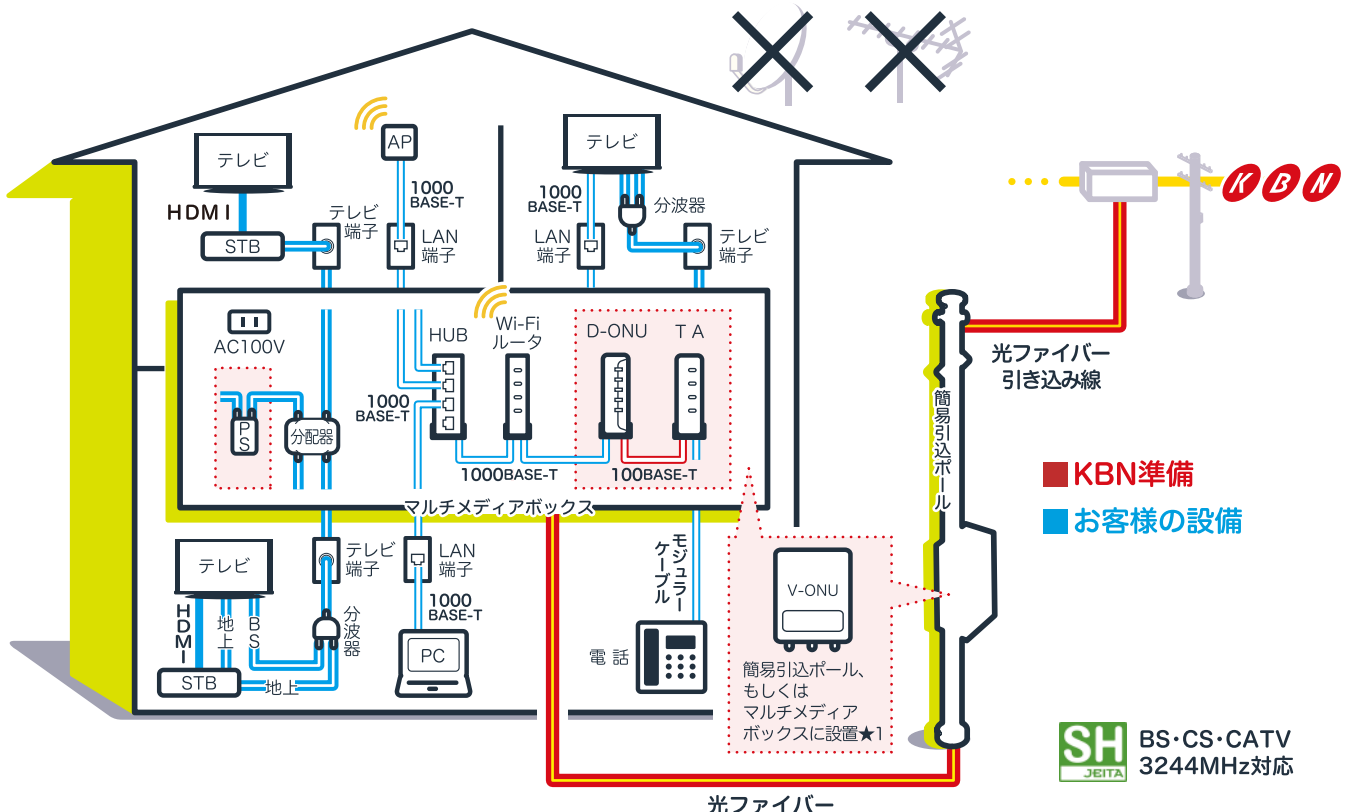 テレビ
HDMI
STB
テレビ
端子
AP
1000
BASE-T
LAN
端子
テレビ
1000
BASE-T
分波器
LAN
端子
テレビ
端子
KBN
AC100V
PS
分配器
HUB
1000
BASE-T
Wi-Fi
ルータ
D-ONU
TA
1000BASE-T
100BASE-T
マルチメディアボックス
光ファイバー
引き込み線
簡易引込ポール
KBN準備
お客様の設備
テレビ
HDMI
地上
BS
STB
地上
テレビ
端子
分波器
LAN
端子
1000
BASE-T
PC
モジュラー
ケーブル
電話
V-ONU
簡易引込ポール、
もしくは
マルチメディア
ボックスに設置★1
SH
JEITA
BS・CS・CATV
3244MHz対応
光ファイバー